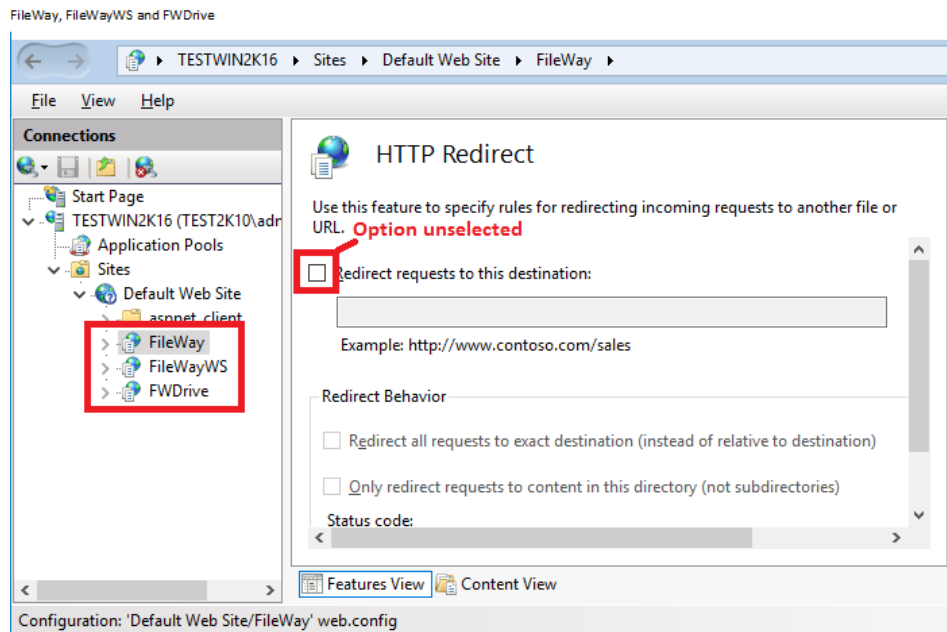 FileWay, FileWayWS and FWDrive
TESTWIN2K16 Sites Default Web Site FileWay
File View Help
Connections
Start Page
TESTWIN2K16 (TEST2K10\adr
Application Pools
Sites
Default Web Site
aspnet_client
FileWay
FileWayWS
FWDrive
HTTP Redirect
Use this feature to specify rules for redirecting incoming requests to another file or
URL. Option unselected
Redirect requests to this destination:
Example: http://www.contoso.com/sales
Redirect Behavior
Redirect all requests to exact destination (instead of relative to destination)
Only redirect requests to content in this directory (not subdirectories)
Status code:
Features View Content View
Configuration: 'Default Web Site/FileWay' web.config